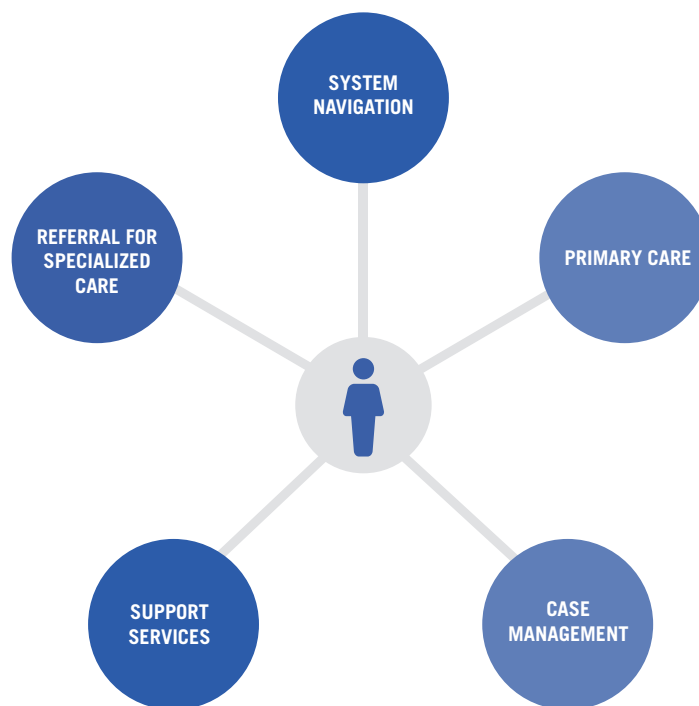 SYSTEM
NAVIGATION
REFERRAL FOR
SPECIALIZED
CARE
PRIMARY CARE
SUPPORT
SERVICES
CASE
MANAGEMENT